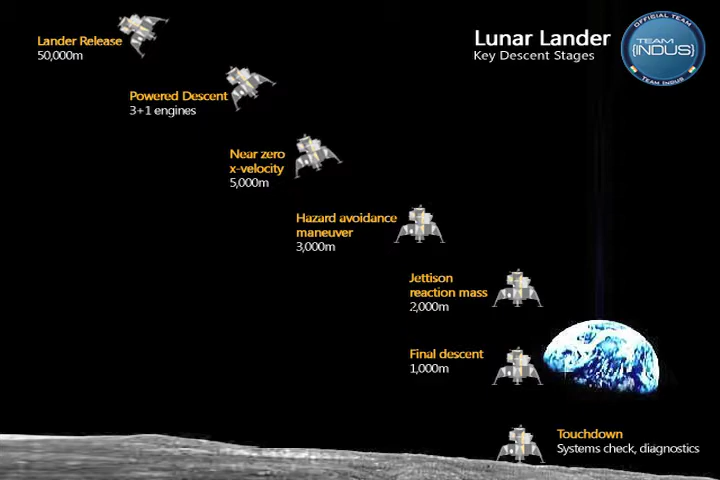 Lunar Lander
Key Descent Stages
OFFICIAL TEAM
TEAM
{INDUS}
TEAM INDUS
Lander Release
50,000m
Powered Descent
3+1 engines
Near zero
x-velocity
5,000m
Hazard avoidance
maneuver
3,000m
Jettison
reaction mass
2,000m
Final descent
1,000m
Touchdown
Systems check, diagnostics